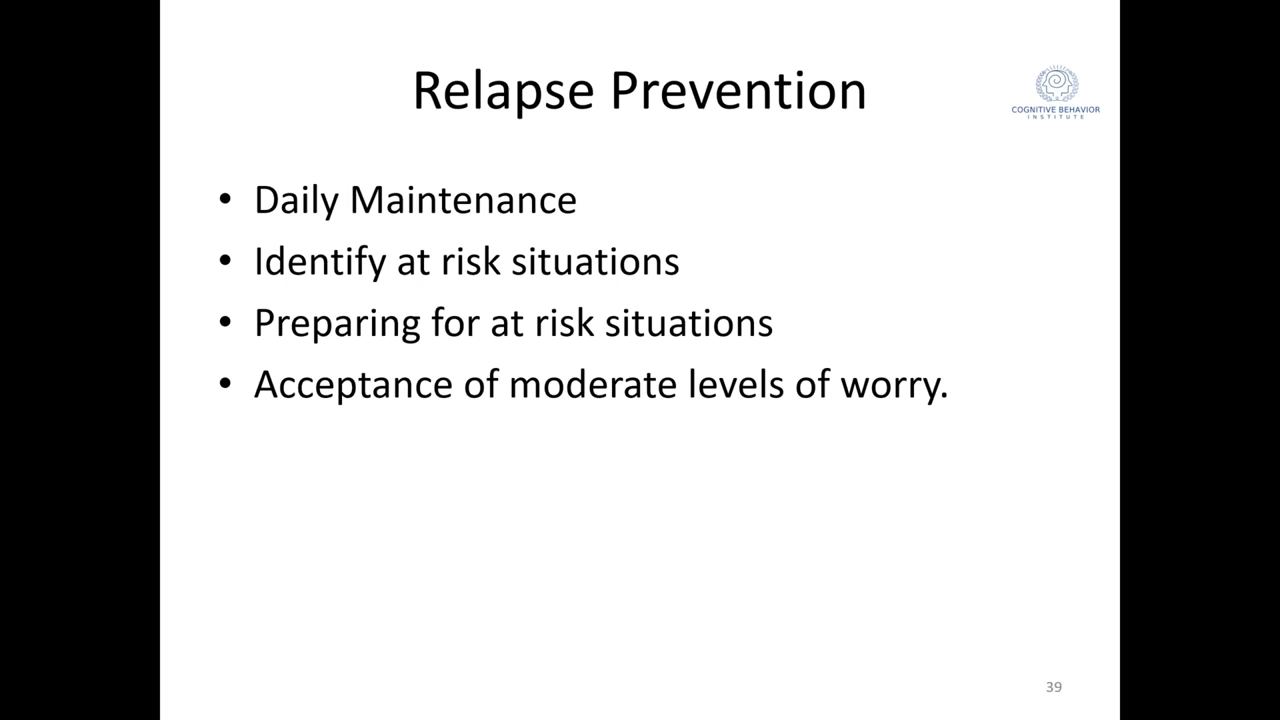 Relapse Prevention
COGNITIVE BEHAVIOR
INSTITUTE
• Daily Maintenance
• Identify at risk situations
• Preparing for at risk situations
• Acceptance of moderate levels of worry.
39